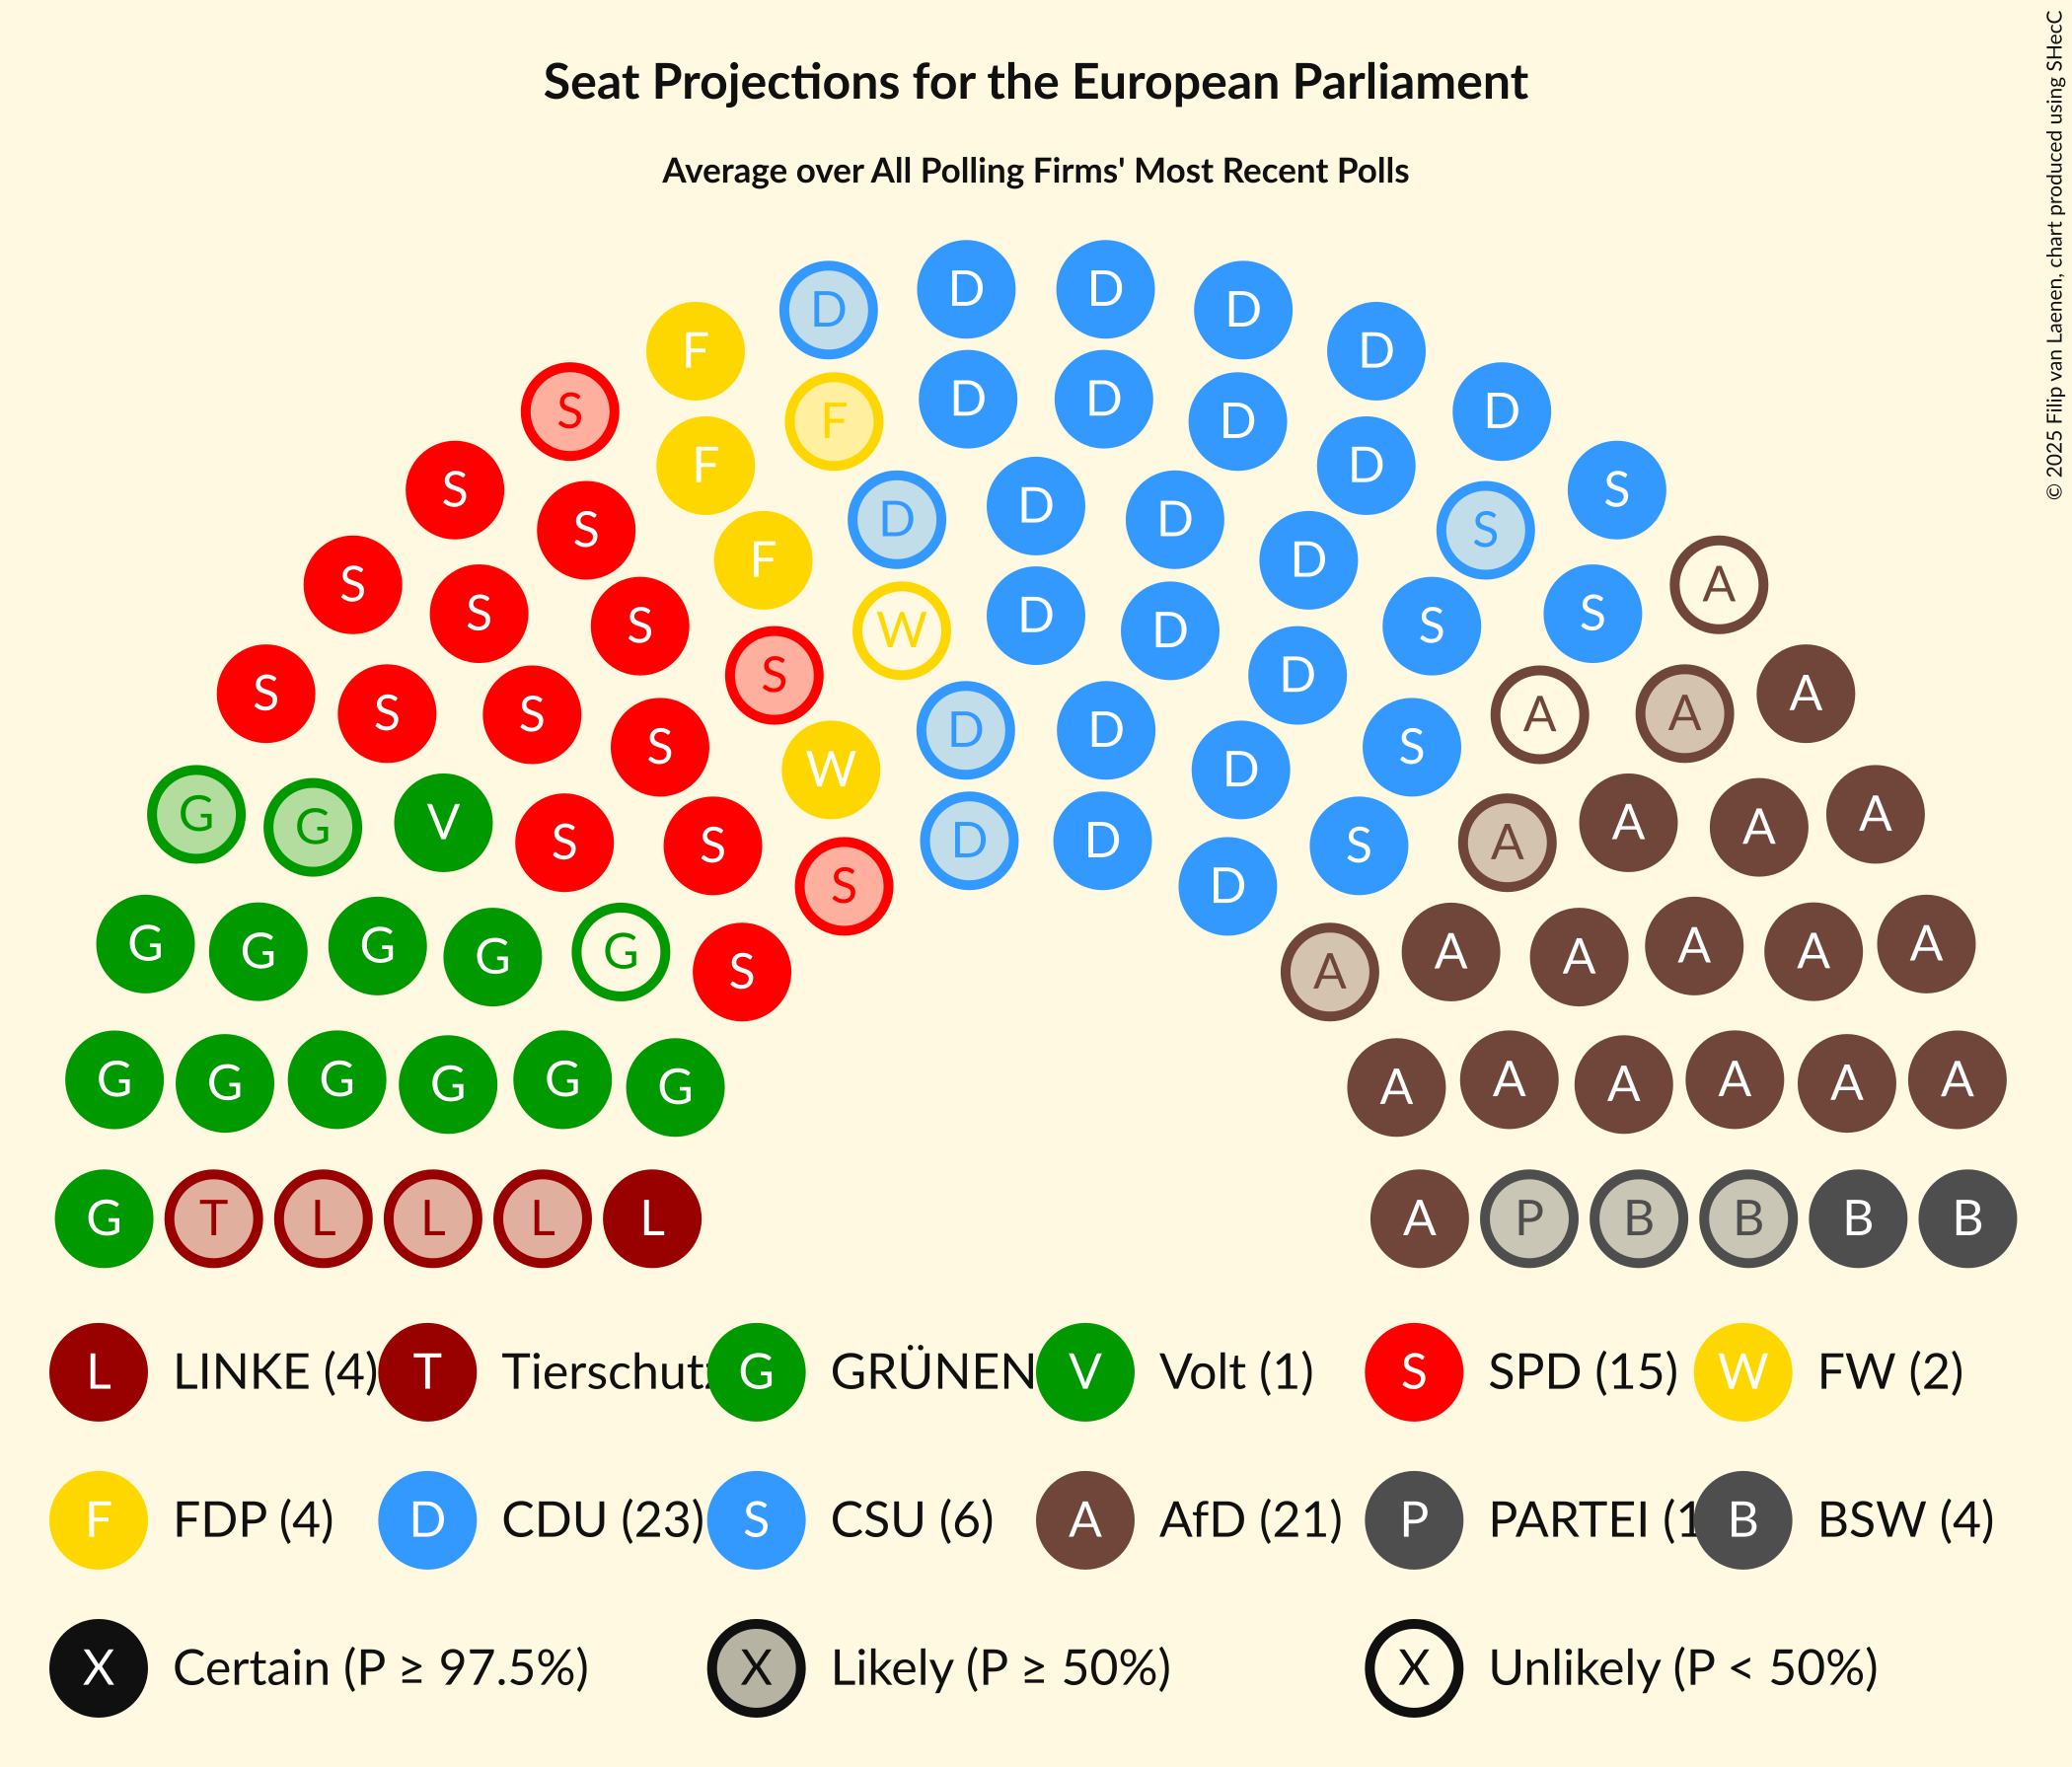 Seat Projections for the European Parliament
Average over All Polling Firms' Most Recent Polls
© 2025 Filip van Laenen, chart produced using SHecC
D D D D
F D
D D
S F D D
F D
S D S
D D
S S
F D
S A
S D S
S W D S
S D
S S S A A A
D D
S S
W D
G G V A A A
S S D D S A
S D
G G G G G S A A A A A A
G G G G G G A A A A A A
G T L L L L A P B B B B
L LINKE (4) T Tierschutz G GRÜNEN V Volt (1) S SPD (15) W FW (2)
F FDP (4) D CDU (23) S CSU (6) A AfD (21) P PARTEI (1 B BSW (4)
X Certain (P ≥ 97.5%) X Likely (P ≥ 50%) X Unlikely (P < 50%)